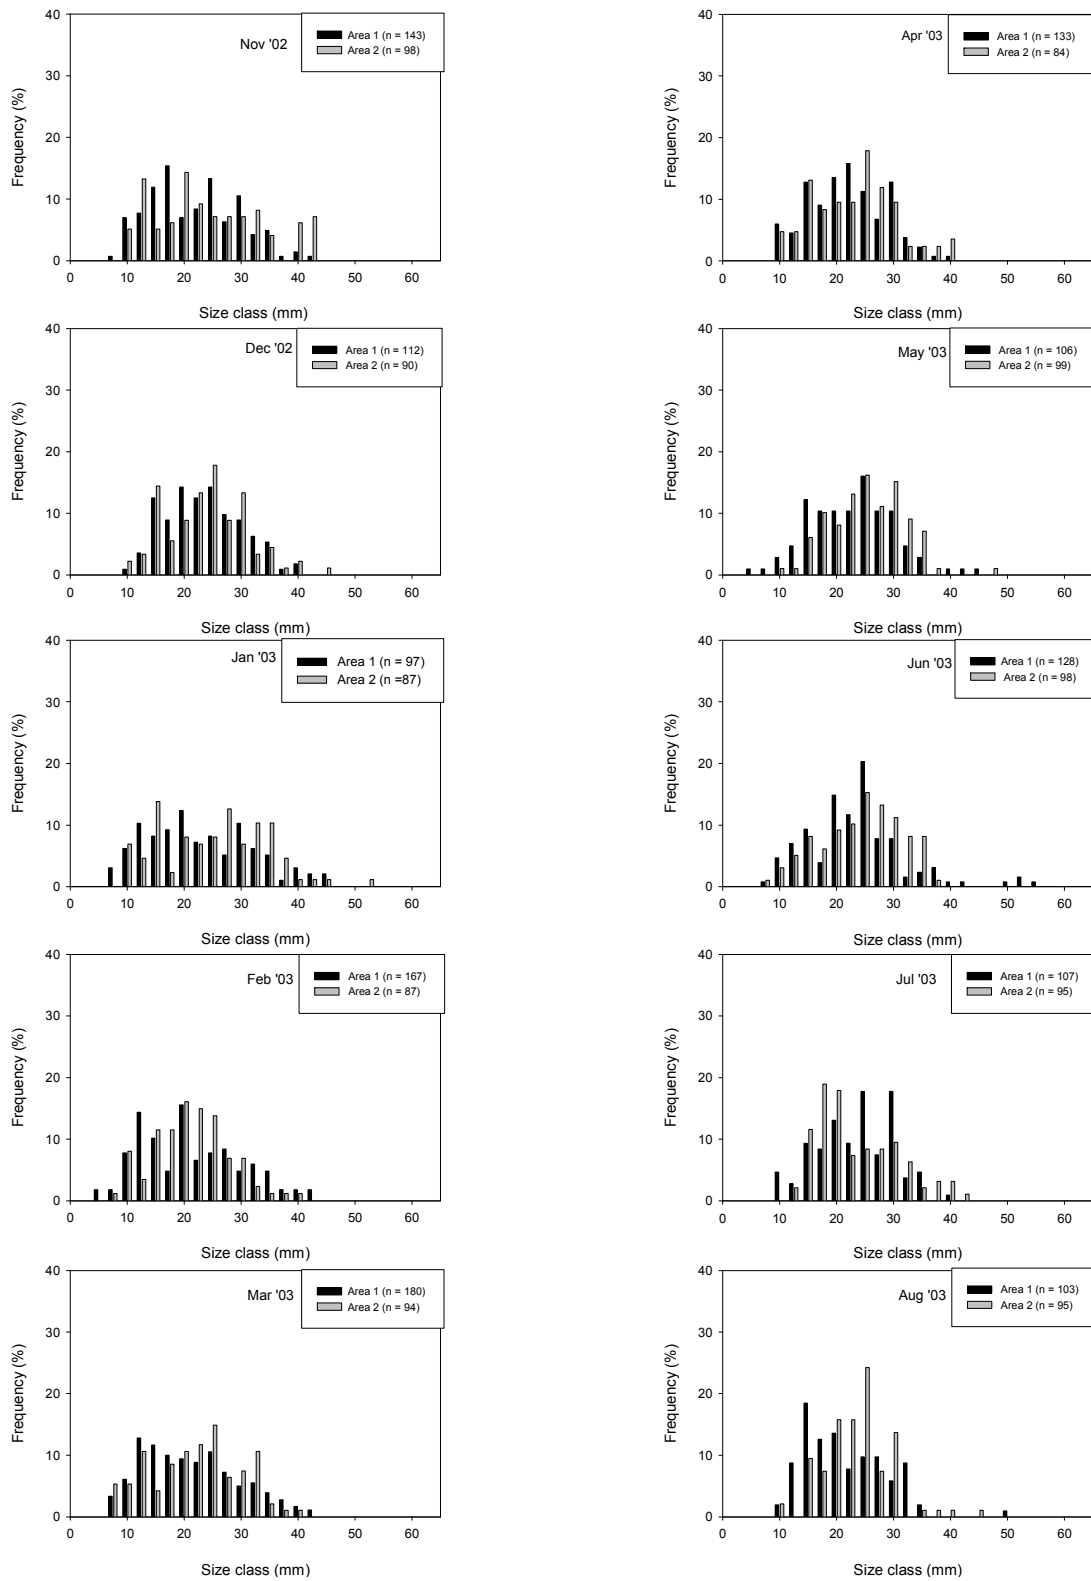 Nov '02
Area 1 (n = 143)
Area 2 (n = 98)
Frequency (%)
40
30
20
10
0
0 10 20 30 40 50 60
Size class (mm)
Apr '03
Area 1 (n = 133)
Area 2 (n = 84)
Frequency (%)
40
30
20
10
0
0 10 20 30 40 50 60
Size class (mm)
Dec '02
Area 1 (n = 112)
Area 2 (n = 90)
Frequency (%)
40
30
20
10
0
0 10 20 30 40 50 60
Size class (mm)
May '03
Area 1 (n = 106)
Area 2 (n = 99)
Frequency (%)
40
30
20
10
0
0 10 20 30 40 50 60
Size class (mm)
Jan '03
Area 1 (n = 97)
Area 2 (n =87)
Frequency (%)
40
30
20
10
0
0 10 20 30 40 50 60
Size class (mm)
Jun '03
Area 1 (n = 128)
Area 2 (n = 98)
Frequency (%)
40
30
20
10
0
0 10 20 30 40 50 60
Size class (mm)
Feb '03
Area 1 (n = 167)
Area 2 (n = 87)
Frequency (%)
40
30
20
10
0
0 10 20 30 40 50 60
Size class (mm)
Jul '03
Area 1 (n = 107)
Area 2 (n = 95)
Frequency (%)
40
30
20
10
0
0 10 20 30 40 50 60
Size class (mm)
Mar '03
Area 1 (n = 180)
Area 2 (n = 94)
Frequency (%)
40
30
20
10
0
0 10 20 30 40 50 60
Size class (mm)
Aug '03
Area 1 (n = 103)
Area 2 (n = 95)
Frequency (%)
40
30
20
10
0
0 10 20 30 40 50 60
Size class (mm)